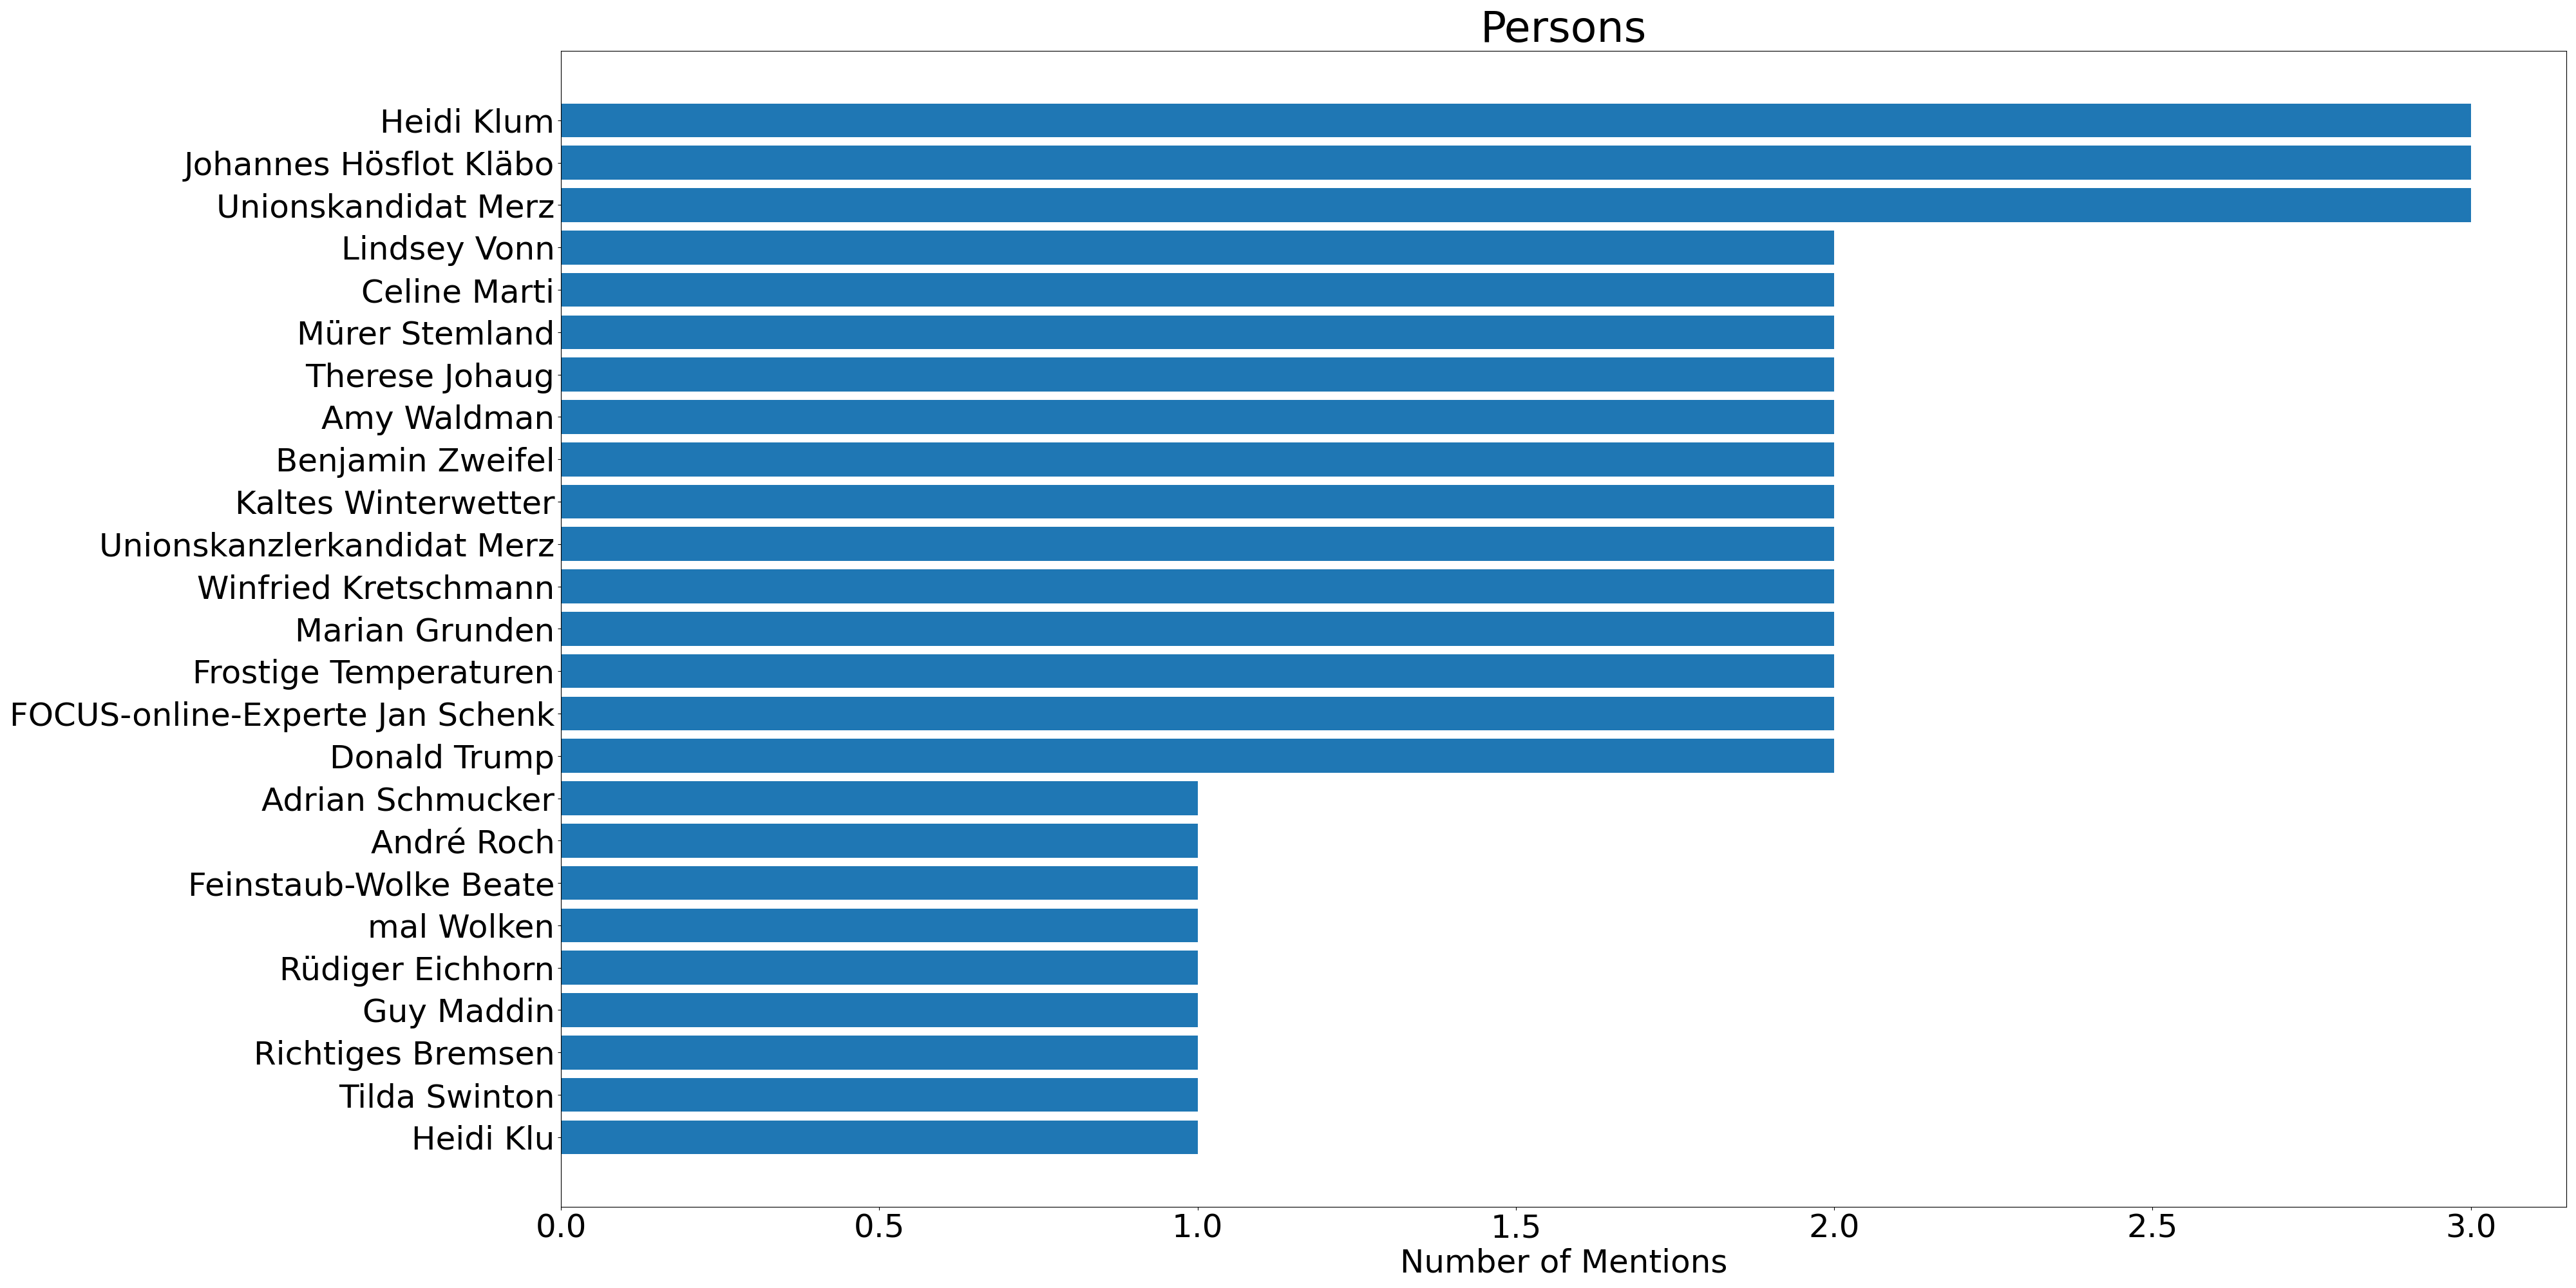 Persons
Heidi Klum
Johannes Hösflot Kläbo
Unionskandidat Merz
Lindsey Vonn
Celine Marti
Mürer Stemland
Therese Johaug
Amy Waldman
Benjamin Zweifel
Kaltes Winterwetter
Unionskanzlerkandidat Merz
Winfried Kretschmann
Marian Grunden
Frostige Temperaturen
FOCUS-online-Experte Jan Schenk
Donald Trump
Adrian Schmucker
André Roch
Feinstaub-Wolke Beate
mal Wolken
Rüdiger Eichhorn
Guy Maddin
Richtiges Bremsen
Tilda Swinton
Heidi Klu
0.0 0.5 1.0 1.5 2.0 2.5 3.0
Number of Mentions